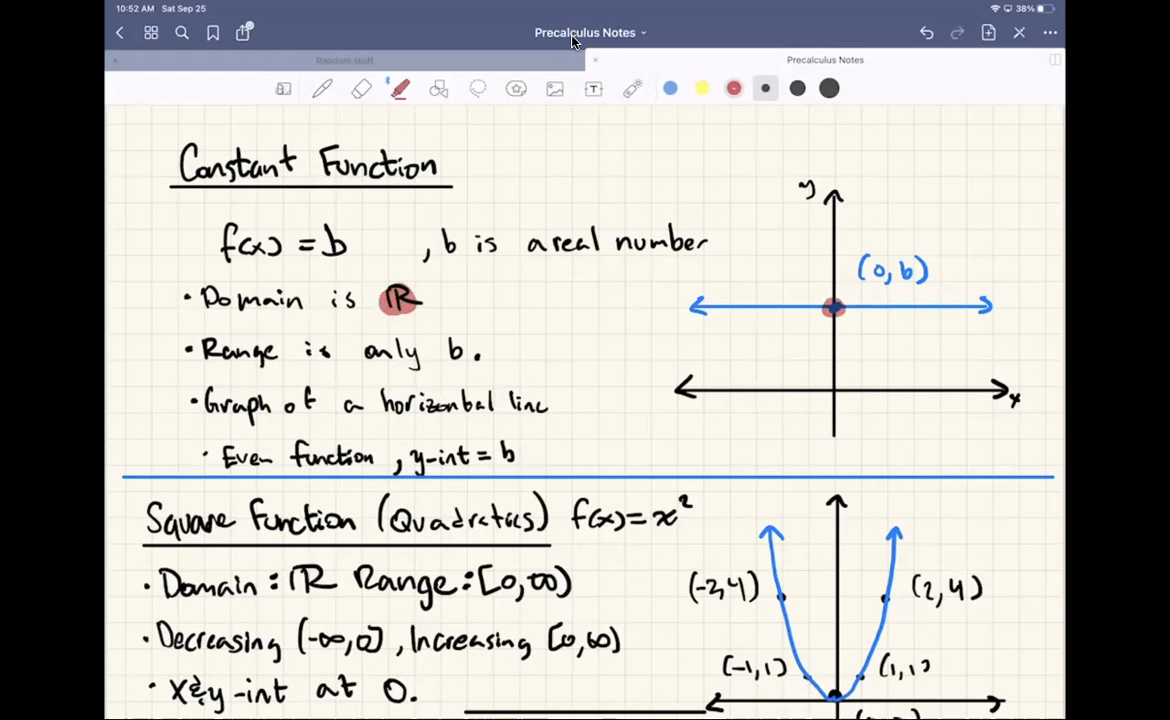 10:52 AM Sat Sep 25
38%
Precalculus Notes
Random stuff
Precalculus Notes
Constant Function
f(x) = b , b is a real number
• Domain is ℝ
• Range is only b.
• Graph of a horizontal line
• Even function, y-int = b
y
(0, b)
x
Square Function (Quadratics) f(x) = x²
• Domain: ℝ Range: [0, ∞)
• Decreasing (-∞, 0], Increasing [0, ∞)
• X & y-int at 0.
(-2, 4)
(2, 4)
(-1, 1)
(1, 1)